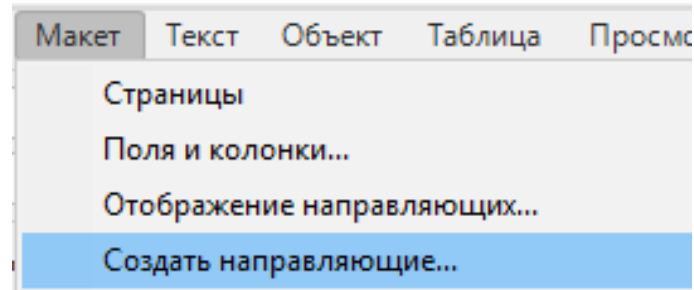 Макет Текст Объект Таблица
Страницы
Поля и колонки...
Отображение направляющих...
Создать направляющие...